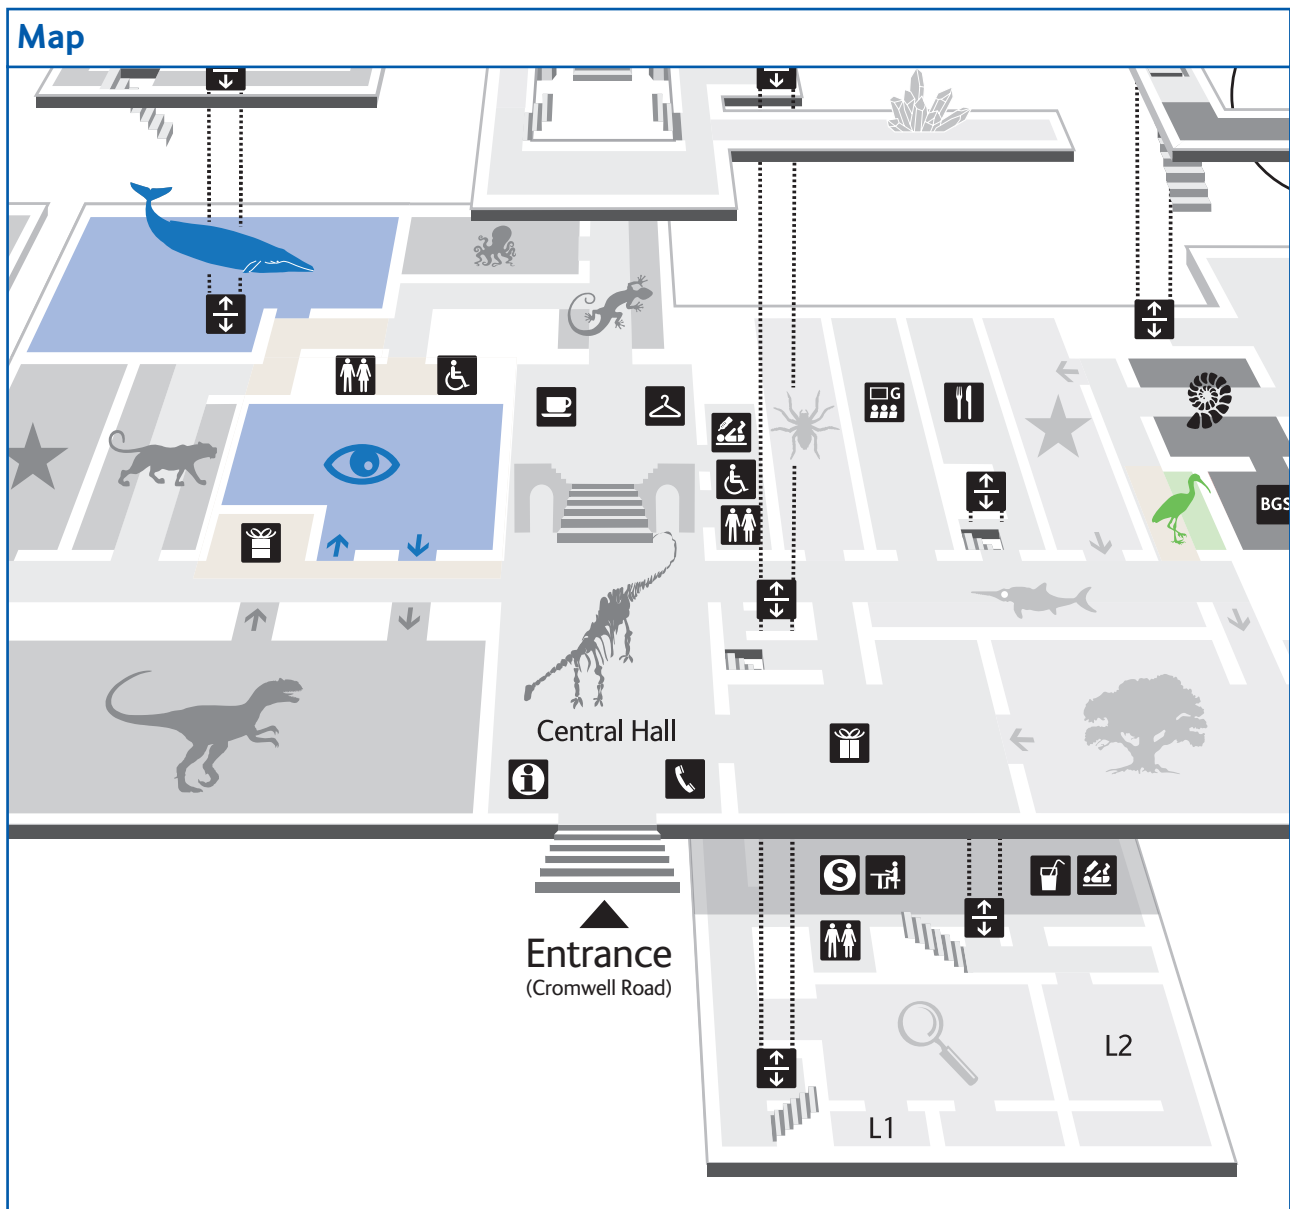 Map
G
BGS
Central Hall
i
Entrance
(Cromwell Road)
S
L2
L1